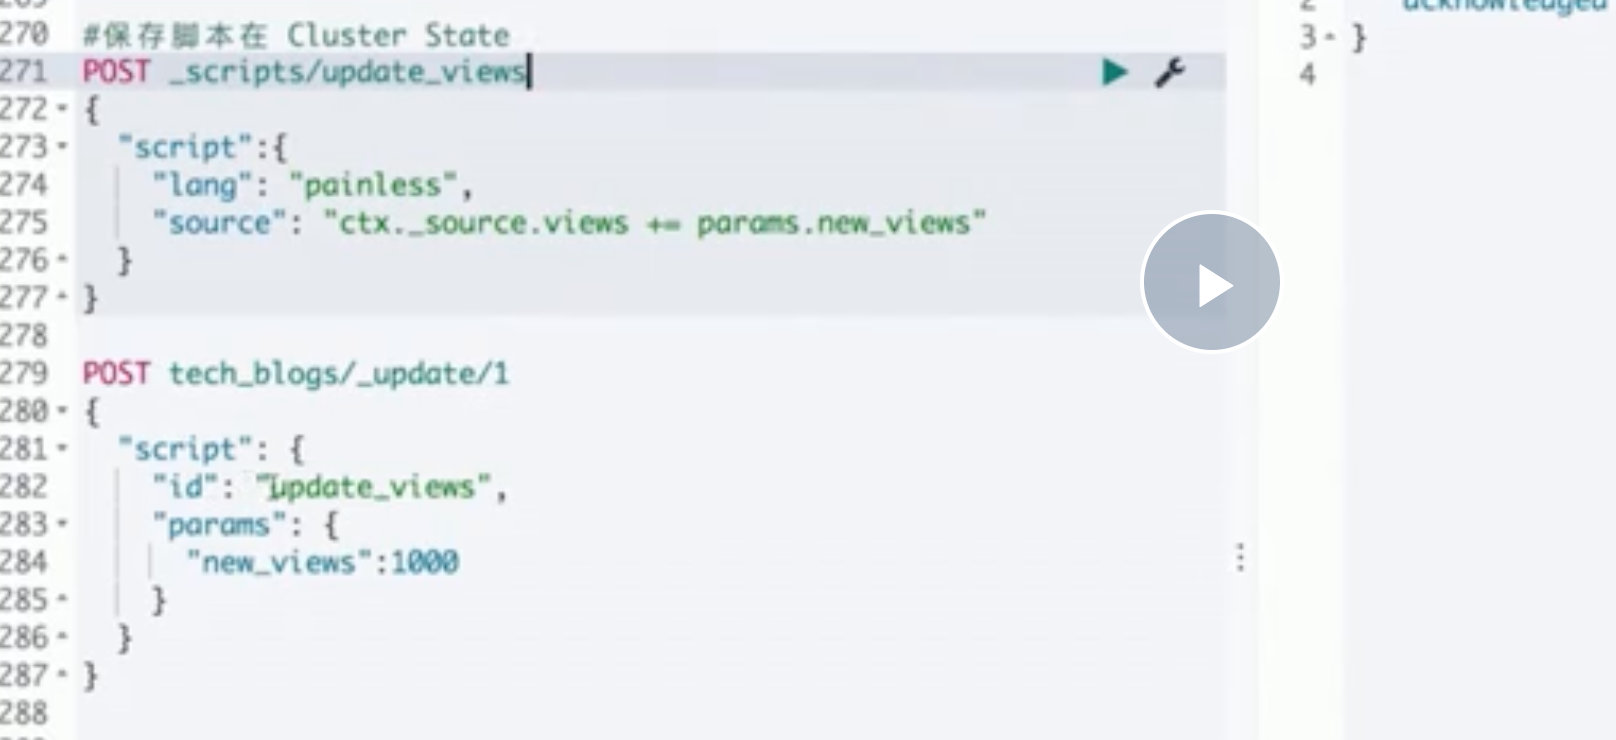 270 #保存脚本在 Cluster State
271 POST _scripts/update_views
272 {
273 "script":{
274 "lang": "painless",
275 "source": "ctx._source.views += params.new_views"
276 }
277 }
278
279 POST tech_blogs/_update/1
280 {
281 "script": {
282 "id": "update_views",
283 "params": {
284 "new_views":1000
285 }
286 }
287 }
288
2 "acknowledged
3 }
4